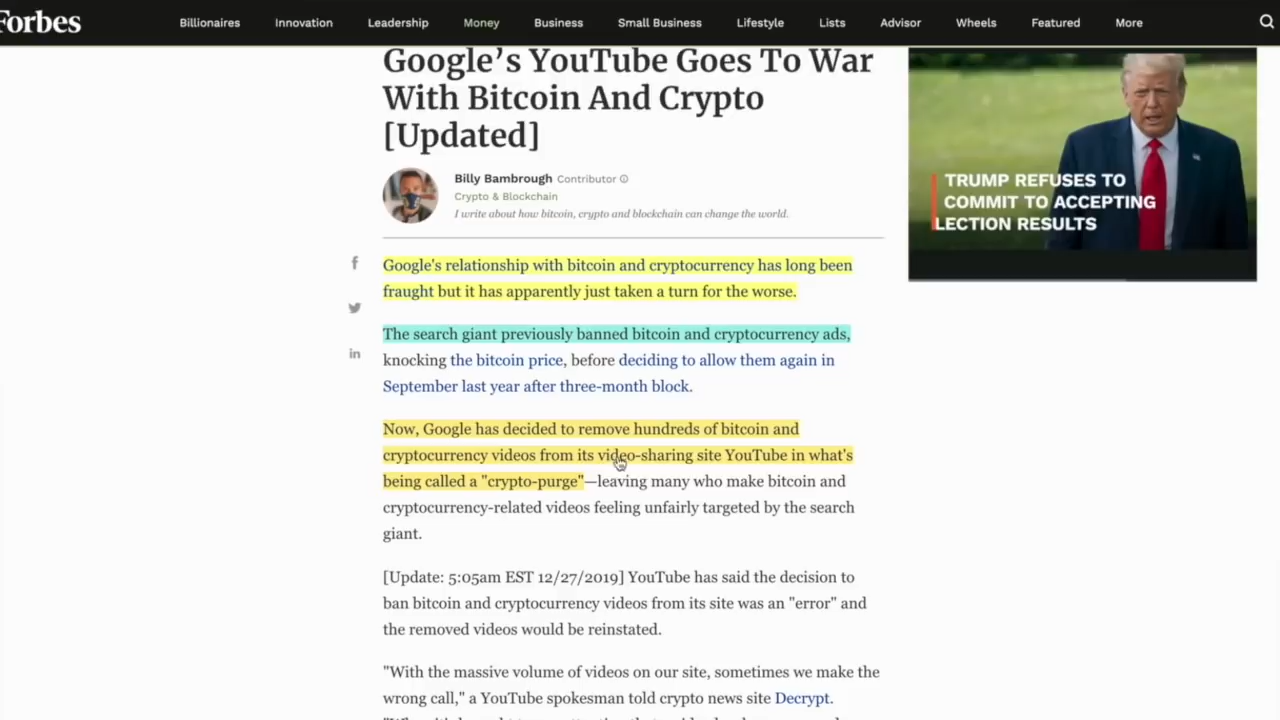 Forbes
Billionaires Innovation Leadership Money Business Small Business Lifestyle Lists Advisor Wheels Featured More
Google’s YouTube Goes To War
With Bitcoin And Crypto
[Updated]
Billy Bambrough Contributor
Crypto & Blockchain
I write about how bitcoin, crypto and blockchain can change the world.
TRUMP REFUSES TO
COMMIT TO ACCEPTING
LECTION RESULTS
Google's relationship with bitcoin and cryptocurrency has long been
fraught but it has apparently just taken a turn for the worse.
The search giant previously banned bitcoin and cryptocurrency ads,
knocking the bitcoin price, before deciding to allow them again in
September last year after three-month block.
Now, Google has decided to remove hundreds of bitcoin and
cryptocurrency videos from its video-sharing site YouTube in what's
being called a "crypto-purge"—leaving many who make bitcoin and
cryptocurrency-related videos feeling unfairly targeted by the search
giant.
[Update: 5:05am EST 12/27/2019] YouTube has said the decision to
ban bitcoin and cryptocurrency videos from its site was an "error" and
the removed videos would be reinstated.
"With the massive volume of videos on our site, sometimes we make the
wrong call," a YouTube spokesman told crypto news site Decrypt.